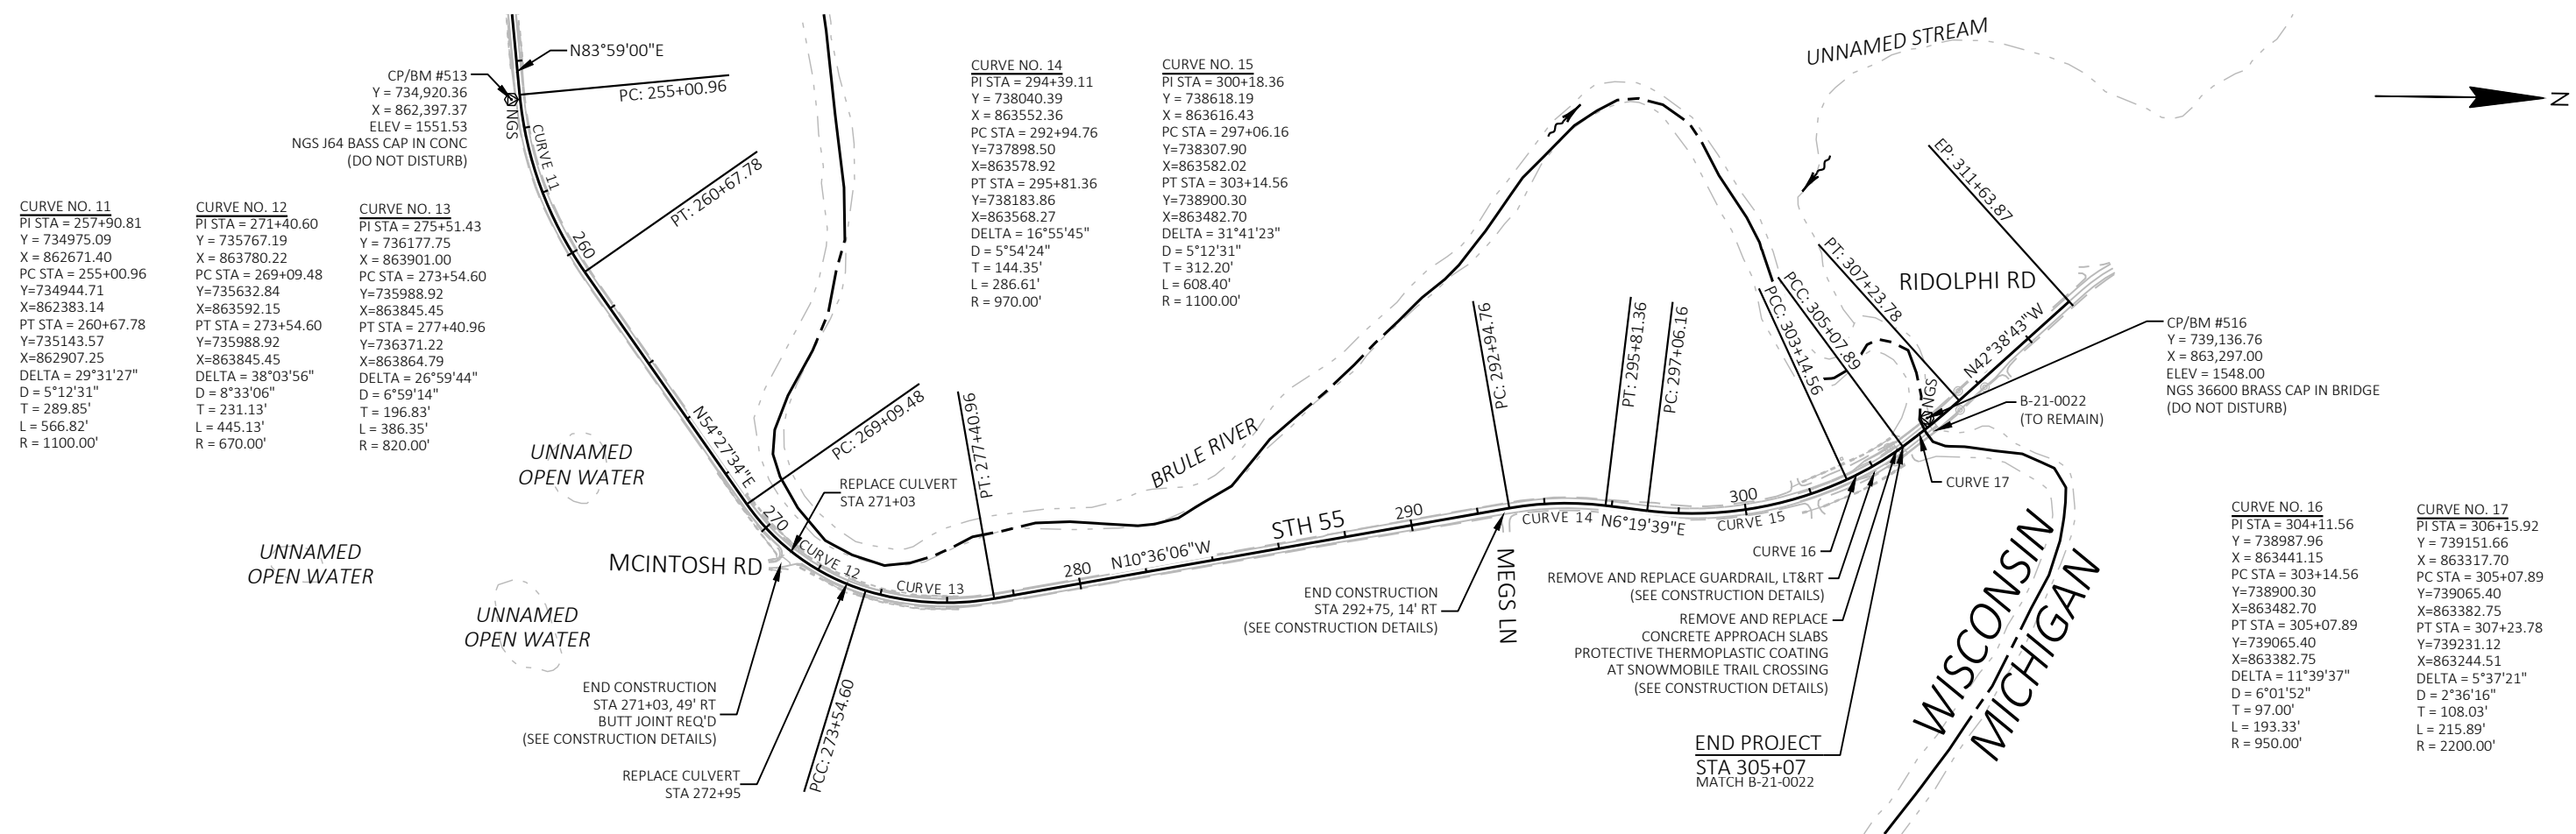 N83°59'00"E
CP/BM #513
Y = 734,920.36
X = 862,397.37
ELEV = 1551.53
NGS J64 BASS CAP IN CONC
(DO NOT DISTURB)
NGS
PC: 255+00.96
CURVE 11
PT: 260+67.78
260
CURVE NO. 11
PI STA = 257+90.81
Y = 734975.09
X = 862671.40
PC STA = 255+00.96
Y=734944.71
X=862383.14
PT STA = 260+67.78
Y=735143.57
X=862907.25
DELTA = 29°31'27"
D = 5°12'31"
T = 289.85'
L = 566.82'
R = 1100.00'
CURVE NO. 12
PI STA = 271+40.60
Y = 735767.19
X = 863780.22
PC STA = 269+09.48
Y=735632.84
X=863592.15
PT STA = 273+54.60
Y=735988.92
X=863845.45
DELTA = 38°03'56"
D = 8°33'06"
T = 231.13'
L = 445.13'
R = 670.00'
CURVE NO. 13
PI STA = 275+51.43
Y = 736177.75
X = 863901.00
PC STA = 273+54.60
Y=735988.92
X=863845.45
PT STA = 277+40.96
Y=736371.22
X=863864.79
DELTA = 26°59'44"
D = 6°59'14"
T = 196.83'
L = 386.35'
R = 820.00'
CURVE NO. 14
PI STA = 294+39.11
Y = 738040.39
X = 863552.36
PC STA = 292+94.76
Y=737898.50
X=863578.92
PT STA = 295+81.36
Y=738183.86
X=863568.27
DELTA = 16°55'45"
D = 5°54'24"
T = 144.35'
L = 286.61'
R = 970.00'
CURVE NO. 15
PI STA = 300+18.36
Y = 738618.19
X = 863616.43
PC STA = 297+06.16
Y=738307.90
X=863582.02
PT STA = 303+14.56
Y=738900.30
X=863482.70
DELTA = 31°41'23"
D = 5°12'31"
T = 312.20'
L = 608.40'
R = 1100.00'
UNNAMED STREAM
N
EP: 311+63.87
PT: 307+23.78
RIDOLPHI RD
PCC: 305+07.89
PCC: 303+14.56
N42°38'43"W
NGS
CP/BM #516
Y = 739,136.76
X = 863,297.00
ELEV = 1548.00
NGS 36600 BRASS CAP IN BRIDGE
(DO NOT DISTURB)
B-21-0022
(TO REMAIN)
CURVE 17
N54°27'34"E
UNNAMED
OPEN WATER
UNNAMED
OPEN WATER
UNNAMED
OPEN WATER
PC: 269+09.48
REPLACE CULVERT
STA 271+03
270
MCINTOSH RD
CURVE 12
CURVE 13
PT: 277+40.96
280
N10°36'06"W
BRULE RIVER
STH 55
290
PC: 292+94.76
CURVE 14
PT: 295+81.36
N6°19'39"E
PC: 297+06.16
300
CURVE 15
MEGS LN
CURVE 16
END CONSTRUCTION
STA 292+75, 14' RT
(SEE CONSTRUCTION DETAILS)
REMOVE AND REPLACE GUARDRAIL, LT&RT
(SEE CONSTRUCTION DETAILS)
REMOVE AND REPLACE
CONCRETE APPROACH SLABS
PROTECTIVE THERMOPLASTIC COATING
AT SNOWMOBILE TRAIL CROSSING
(SEE CONSTRUCTION DETAILS)
END PROJECT
STA 305+07
MATCH B-21-0022
END CONSTRUCTION
STA 271+03, 49' RT
BUTT JOINT REQ'D
(SEE CONSTRUCTION DETAILS)
REPLACE CULVERT
STA 272+95
PCC: 273+54.60
WISCONSIN
MICHIGAN
CURVE NO. 16
PI STA = 304+11.56
Y = 738987.96
X = 863441.15
PC STA = 303+14.56
Y=738900.30
X=863482.70
PT STA = 305+07.89
Y=739065.40
X=863382.75
DELTA = 11°39'37"
D = 6°01'52"
T = 97.00'
L = 193.33'
R = 950.00'
CURVE NO. 17
PI STA = 306+15.92
Y = 739151.66
X = 863317.70
PC STA = 305+07.89
Y=739065.40
X=863382.75
PT STA = 307+23.78
Y=739231.12
X=863244.51
DELTA = 5°37'21"
D = 2°36'16"
T = 108.03'
L = 215.89'
R = 2200.00'